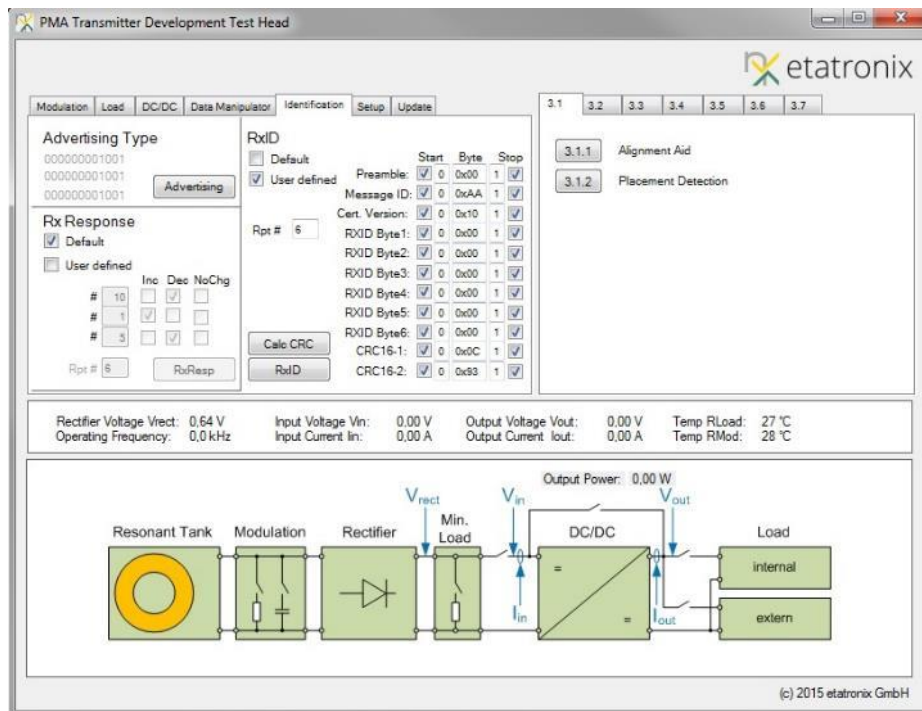 PMA Transmitter Development Test Head
etatronix
Modulation Load DC/DC Data Manipulator Identification Setup Update
Advertising Type
000000001001
000000001001
000000001001
Advertising
Rx Response
Default
User defined
Inc Dec NoChg
# 10
# 1
# 5
Rpt # 6 RxResp
RxID
Default
User defined
Rpt # 6
Calc CRC
RxID
Start Byte Stop
Preamble: 0 0x00 1
Message ID: 0 0xAA 1
Cert. Version: 0 0x10 1
RXID Byte1: 0 0x00 1
RXID Byte2: 0 0x00 1
RXID Byte3: 0 0x00 1
RXID Byte4: 0 0x00 1
RXID Byte5: 0 0x00 1
RXID Byte6: 0 0x00 1
CRC16-1: 0 0x0C 1
CRC16-2: 0 0x93 1
3.1 3.2 3.3 3.4 3.5 3.6 3.7
3.1.1 Alignment Aid
3.1.2 Placement Detection
Rectifier Voltage Vrect: 0,64 V Input Voltage Vin: 0.00 V Output Voltage Vout: 0.00 V Temp RLoad: 27 °C
Operating Frequency: 0,0 kHz Input Current Iin: 0,00 A Output Current Iout: 0,00 A Temp RMod: 28 °C
Output Power: 0,00 W
Vrect Vin Vout
Resonant Tank Modulation Rectifier Min. Load DC/DC Load
=
internal
Iin = Iout extern
(c) 2015 etatronix GmbH